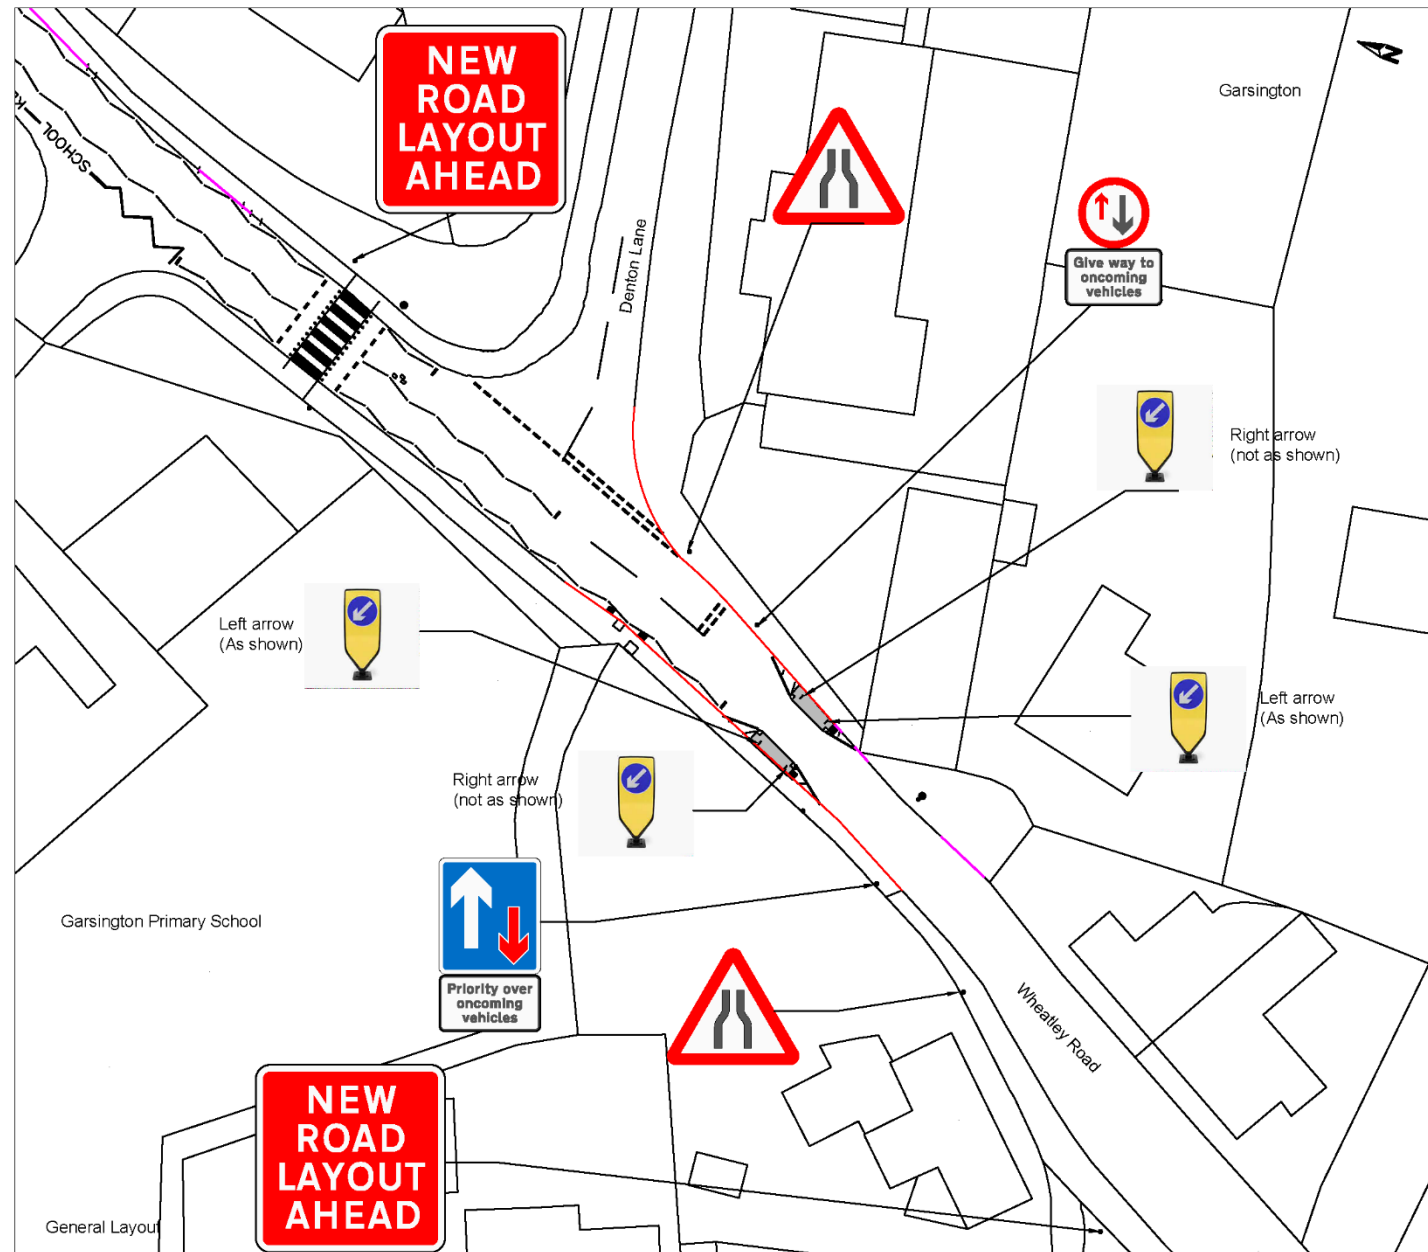 NEW
ROAD
LAYOUT
AHEAD
Garsington
SCHOOL
Denton Lane
Give way to
oncoming
vehicles
Right arrow
(not as shown)
Left arrow
(As shown)
Left arrow
(As shown)
Right arrow
(not as shown)
Garsington Primary School
Priority over
oncoming
vehicles
Wheatley Road
NEW
ROAD
LAYOUT
AHEAD
General Layout